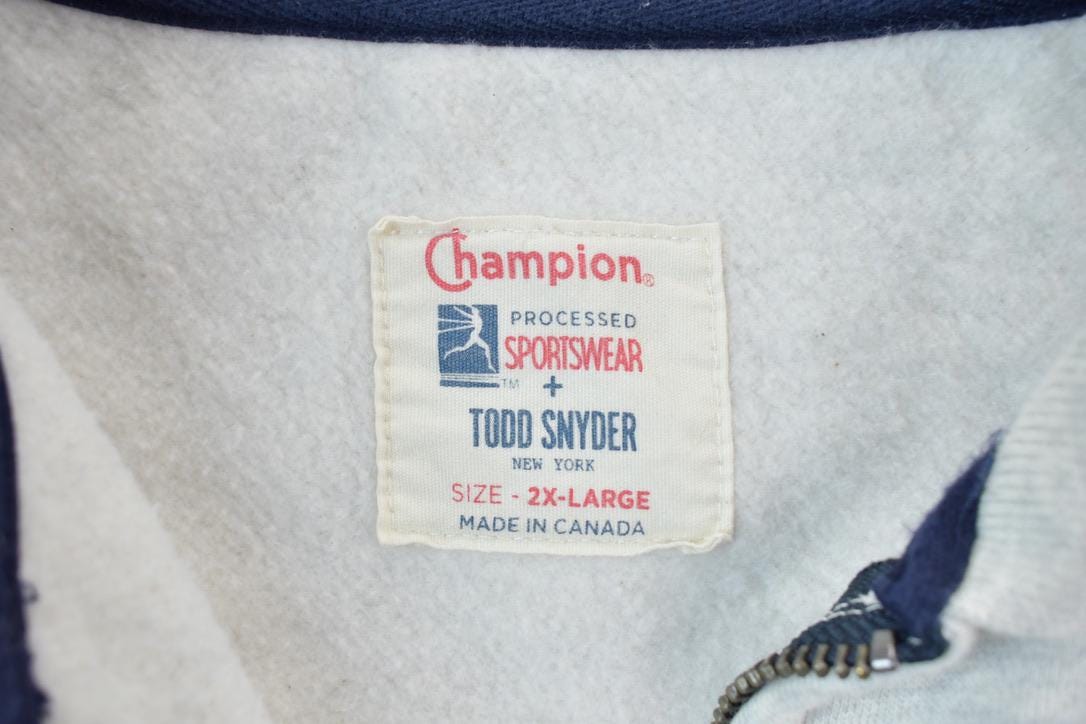 Champion®
PROCESSED
SPORTSWEAR
TM +
TODD SNYDER
NEW YORK
SIZE - 2X-LARGE
MADE IN CANADA